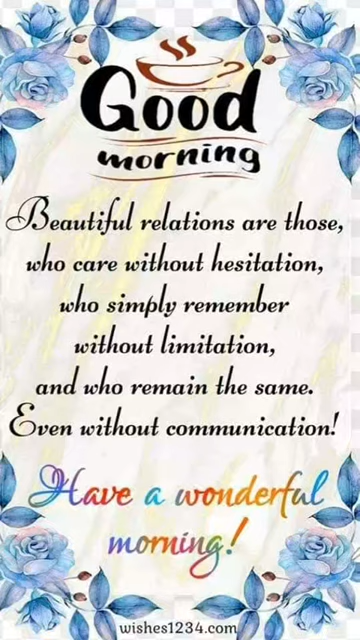 Good
morning
Beautiful relations are those,
who care without hesitation,
who simply remember
without limitation,
and who remain the same.
Even without communication!
Have a wonderful
morning!
wishes1234.com